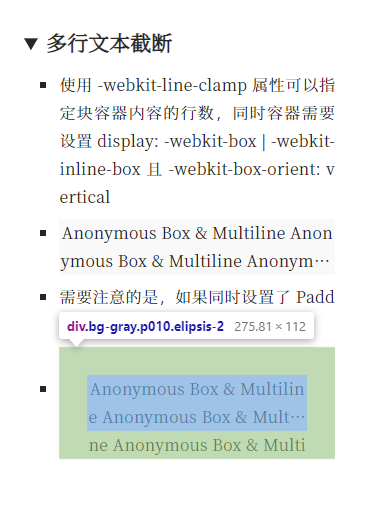 ▼ 多行文本截断
使用 -webkit-line-clamp 属性可以指
定块容器内容的行数，同时容器需要
设置 display: -webkit-box | -webkit-
inline-box 且 -webkit-box-orient: v
ertical
Anonymous Box & Multiline Anon
ymous Box & Multiline Anonym…
需要注意的是，如果同时设置了 Padd
div.bg-gray.p010.elipsis-2 275.81 × 112
Anonymous Box & Multilin
e Anonymous Box & Mult…
ne Anonymous Box & Multi